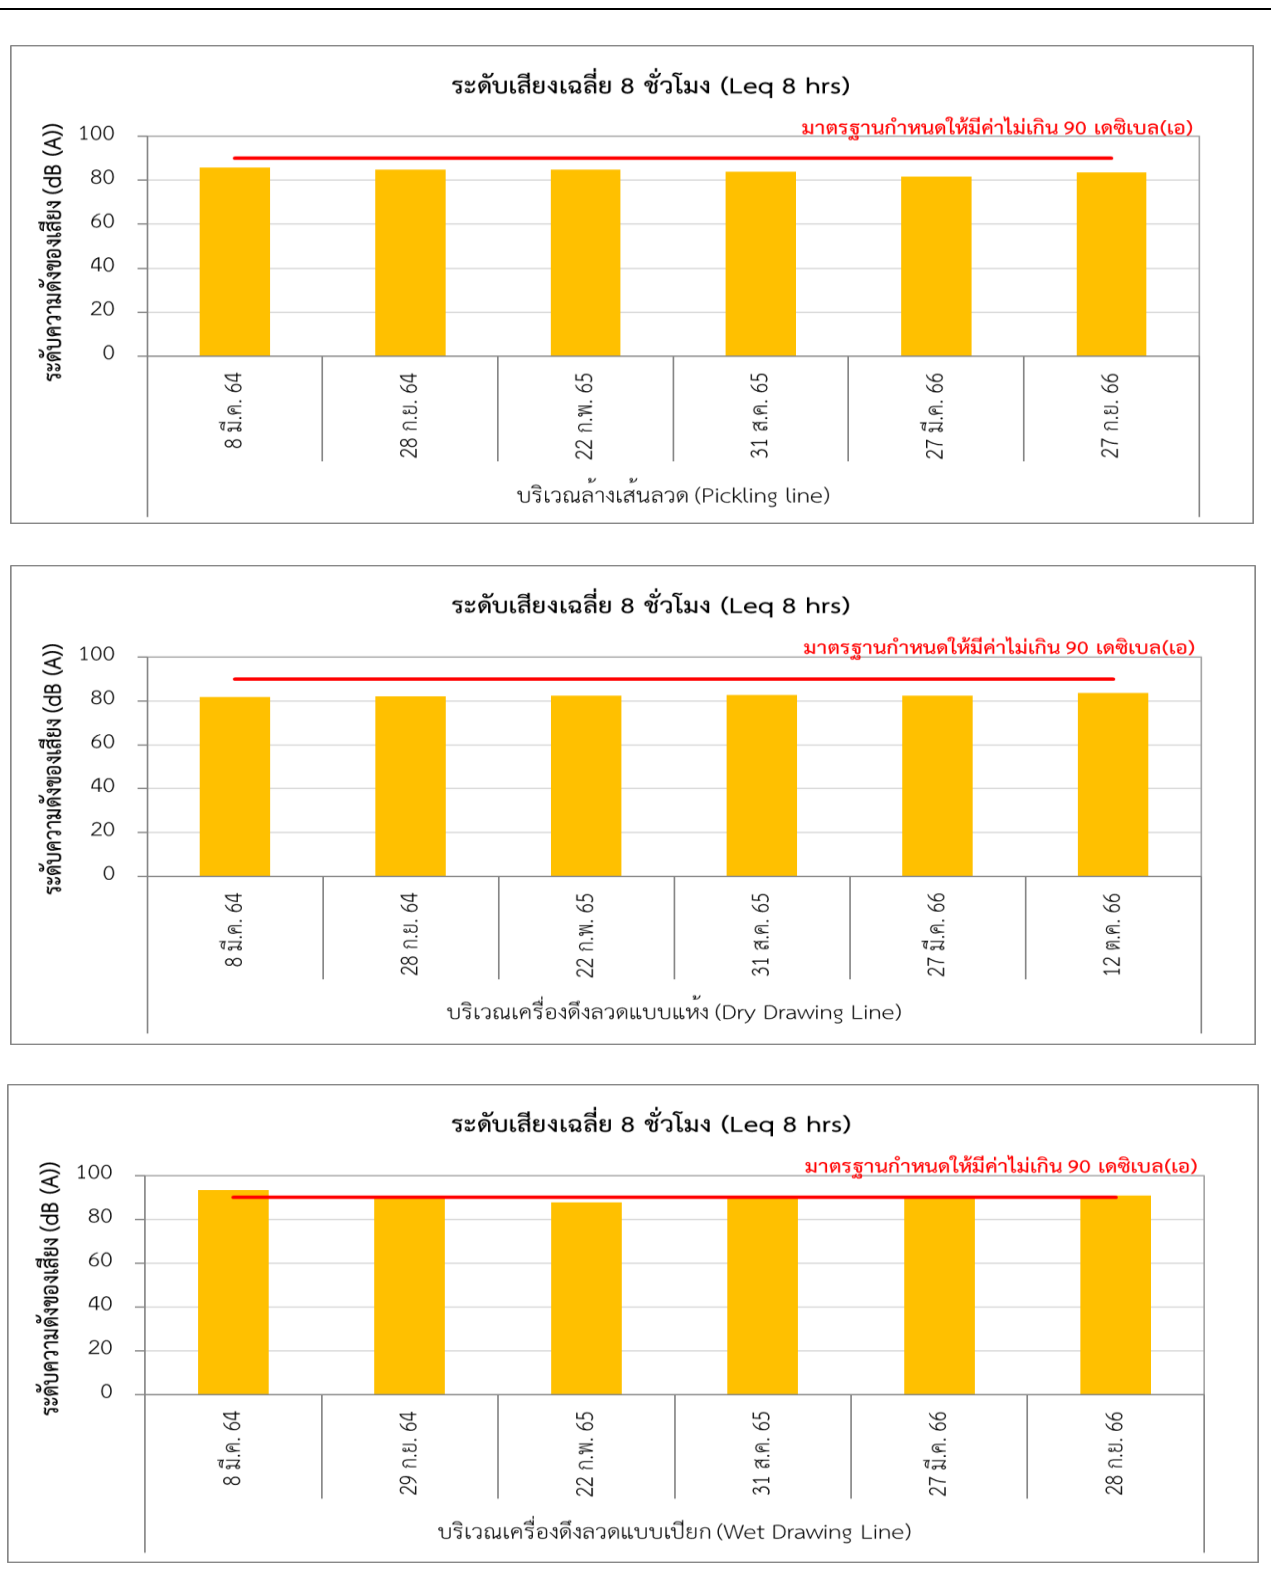 ระดับเสียงเฉลี่ย 8 ชั่วโมง (Leq 8 hrs)
มาตรฐานกำหนดให้มีค่าไม่เกิน 90 เดซิเบล(เอ)
ระดับความดังของเสียง (dB (A))
100
80
60
40
20
0
8 มี.ค. 64
28 ก.ย. 64
22 ก.พ. 65
31 ส.ค. 65
27 มี.ค. 66
27 ก.ย. 66
บริเวณล้างเส้นลวด (Pickling line)
ระดับเสียงเฉลี่ย 8 ชั่วโมง (Leq 8 hrs)
มาตรฐานกำหนดให้มีค่าไม่เกิน 90 เดซิเบล(เอ)
ระดับความดังของเสียง (dB (A))
100
80
60
40
20
0
8 มี.ค. 64
28 ก.ย. 64
22 ก.พ. 65
31 ส.ค. 65
27 มี.ค. 66
12 ต.ค. 66
บริเวณเครื่องดึงลวดแบบแห้ง (Dry Drawing Line)
ระดับเสียงเฉลี่ย 8 ชั่วโมง (Leq 8 hrs)
มาตรฐานกำหนดให้มีค่าไม่เกิน 90 เดซิเบล(เอ)
ระดับความดังของเสียง (dB (A))
100
80
60
40
20
0
8 มี.ค. 64
29 ก.ย. 64
22 ก.พ. 65
31 ส.ค. 65
27 มี.ค. 66
28 ก.ย. 66
บริเวณเครื่องดึงลวดแบบเปียก (Wet Drawing Line)